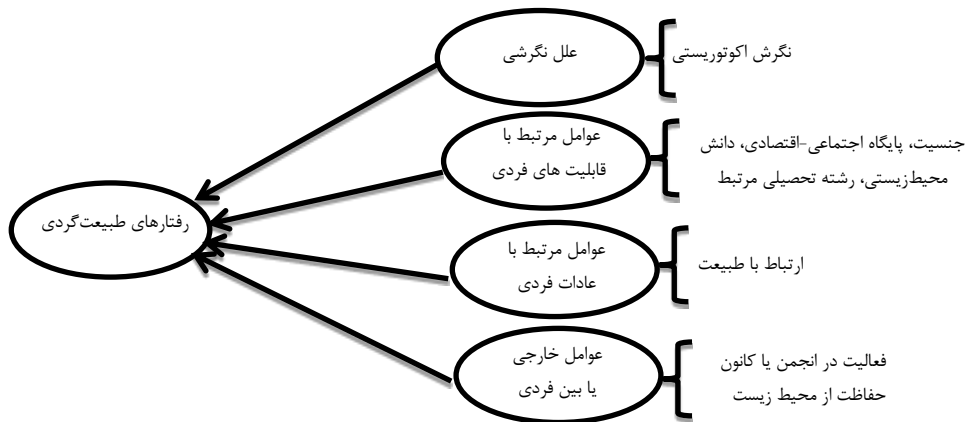 نگرش اکوتوریستی
علل نگرشی
جنسیت، پایگاه اجتماعی-اقتصادی، دانش
محیط‌زیستی، رشته تحصیلی مرتبط
عوامل مرتبط با
قابلیت های فردی
رفتارهای طبیعت‌گردی
ارتباط با طبیعت
عوامل مرتبط با
عادات فردی
فعالیت در انجمن یا کانون
حفاظت از محیط زیست
عوامل خارجی
یا بین فردی